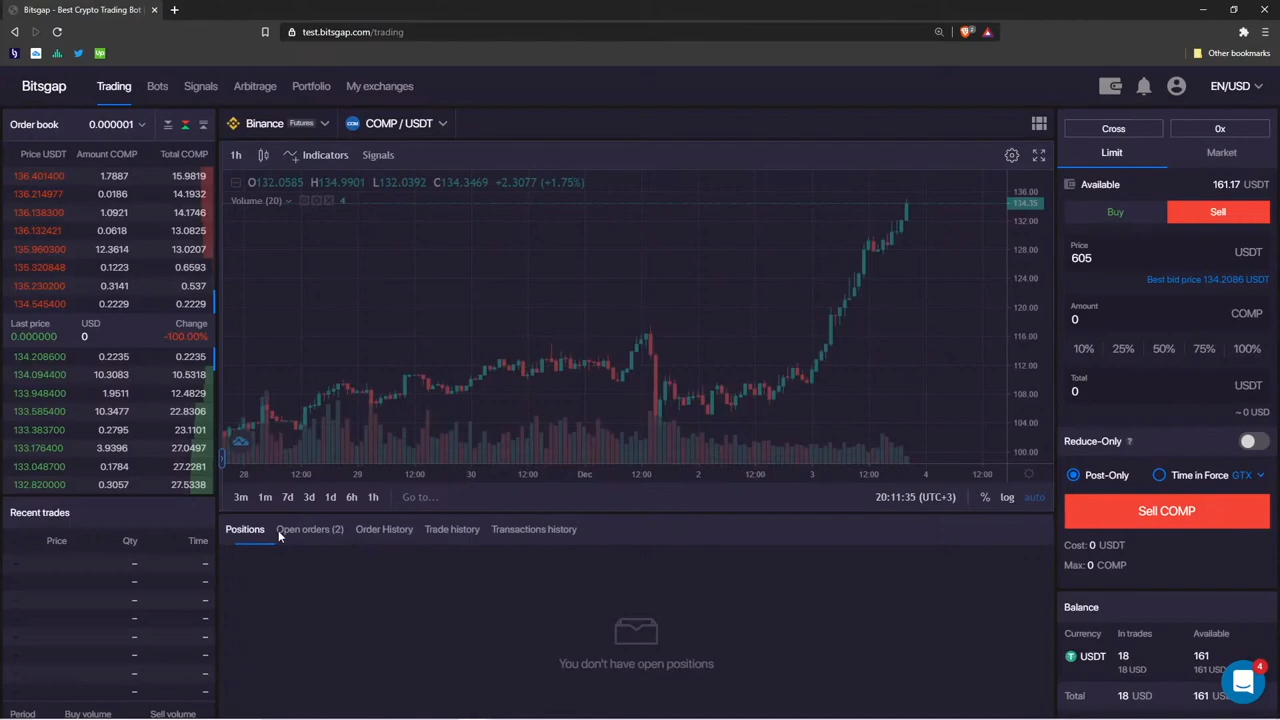 Bitsgap - Best Crypto Trading Bot
test.bitsgap.com/trading
Other bookmarks
Bitsgap
Trading
Bots
Signals
Arbitrage
Portfolio
My exchanges
EN/USD
Order book 0.000001
Price USDT Amount COMP Total COMP
136.401400 1.7887 15.9819
136.214977 0.0186 14.1932
136.138300 1.0921 14.1746
136.132421 0.0618 13.0825
135.960300 12.3614 13.0207
135.320848 0.1223 0.6593
135.230200 0.3141 0.537
134.545400 0.2229 0.2229
Last price USD Change
0.000000 0 -100.00%
134.208600 0.2235 0.2235
134.094400 10.3083 10.5318
133.948400 1.9511 12.4829
133.585400 10.3477 22.8306
133.383700 0.2795 23.1101
133.176400 3.9396 27.0497
133.047000 0.1784 27.2281
132.820000 0.3057 27.5338
Recent trades
Price Qty Time
– –
– –
– –
– –
– –
– –
– –
– –
Period Buy volume Sell volume
Binance Futures COMP / USDT
1h Indicators Signals
O132.0585 H134.9901 L132.0392 C134.3469 +2.3077 (+1.75%)
Volume (20) 4
136.00
134.35
132.00
128.00
124.00
120.00
116.00
112.00
108.00
104.00
100.00
28 12:00 29 12:00 Dec 12:00 2 12:00 3 12:00 4 12:00
3m 1m 7d 3d 1d 6h 1h Go to... 20:11:35 (UTC+3) % log auto
Positions Open orders (2) Order History Trade history Transactions history
You don't have open positions
Cross 0x
Limit Market
Available 161.17 USDT
Buy Sell
Price
605 USDT
Best bid price 134.2086 USDT
Amount
0 COMP
10% 25% 50% 75% 100%
Total
0 USDT
~ 0 USD
Reduce-Only ?
Post-Only Time in Force GTX
Sell COMP
Cost: 0 USDT
Max: 0 COMP
Balance
Currency In trades Available
USDT 18 161
18 USD 161 US
Total 18 USD 161 US
4